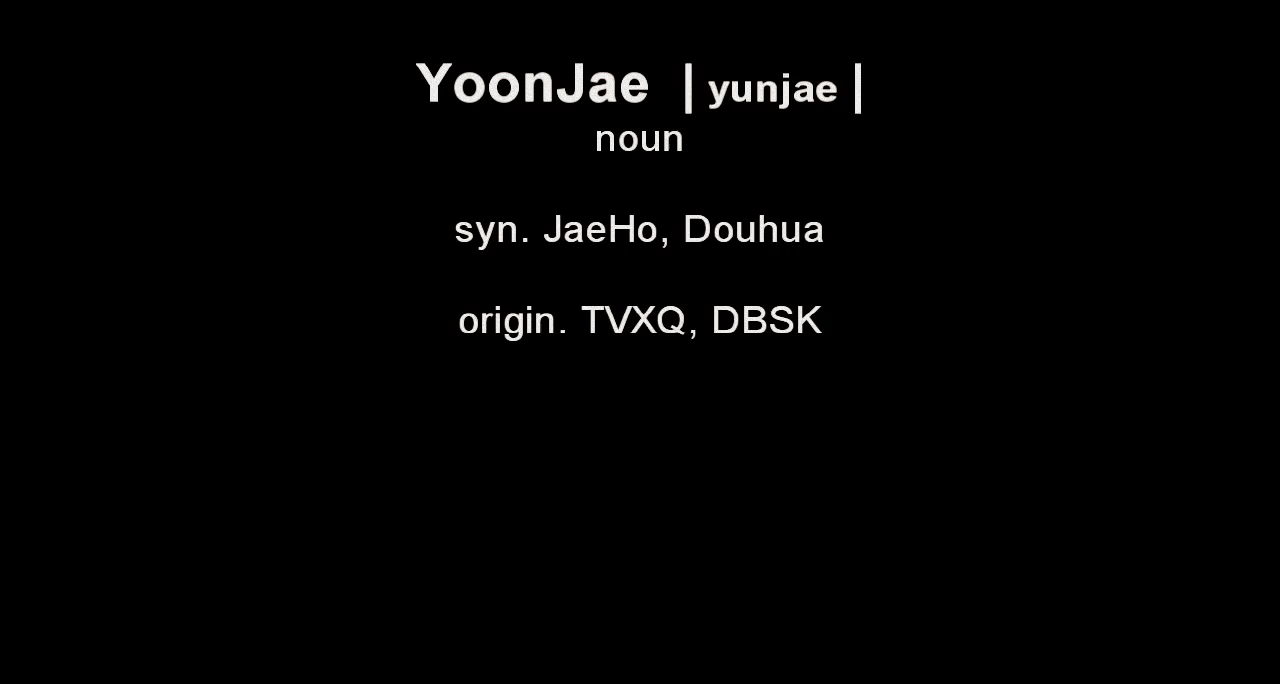 YoonJae | yunjae |
noun
syn. JaeHo, Douhua
origin. TVXQ, DBSK